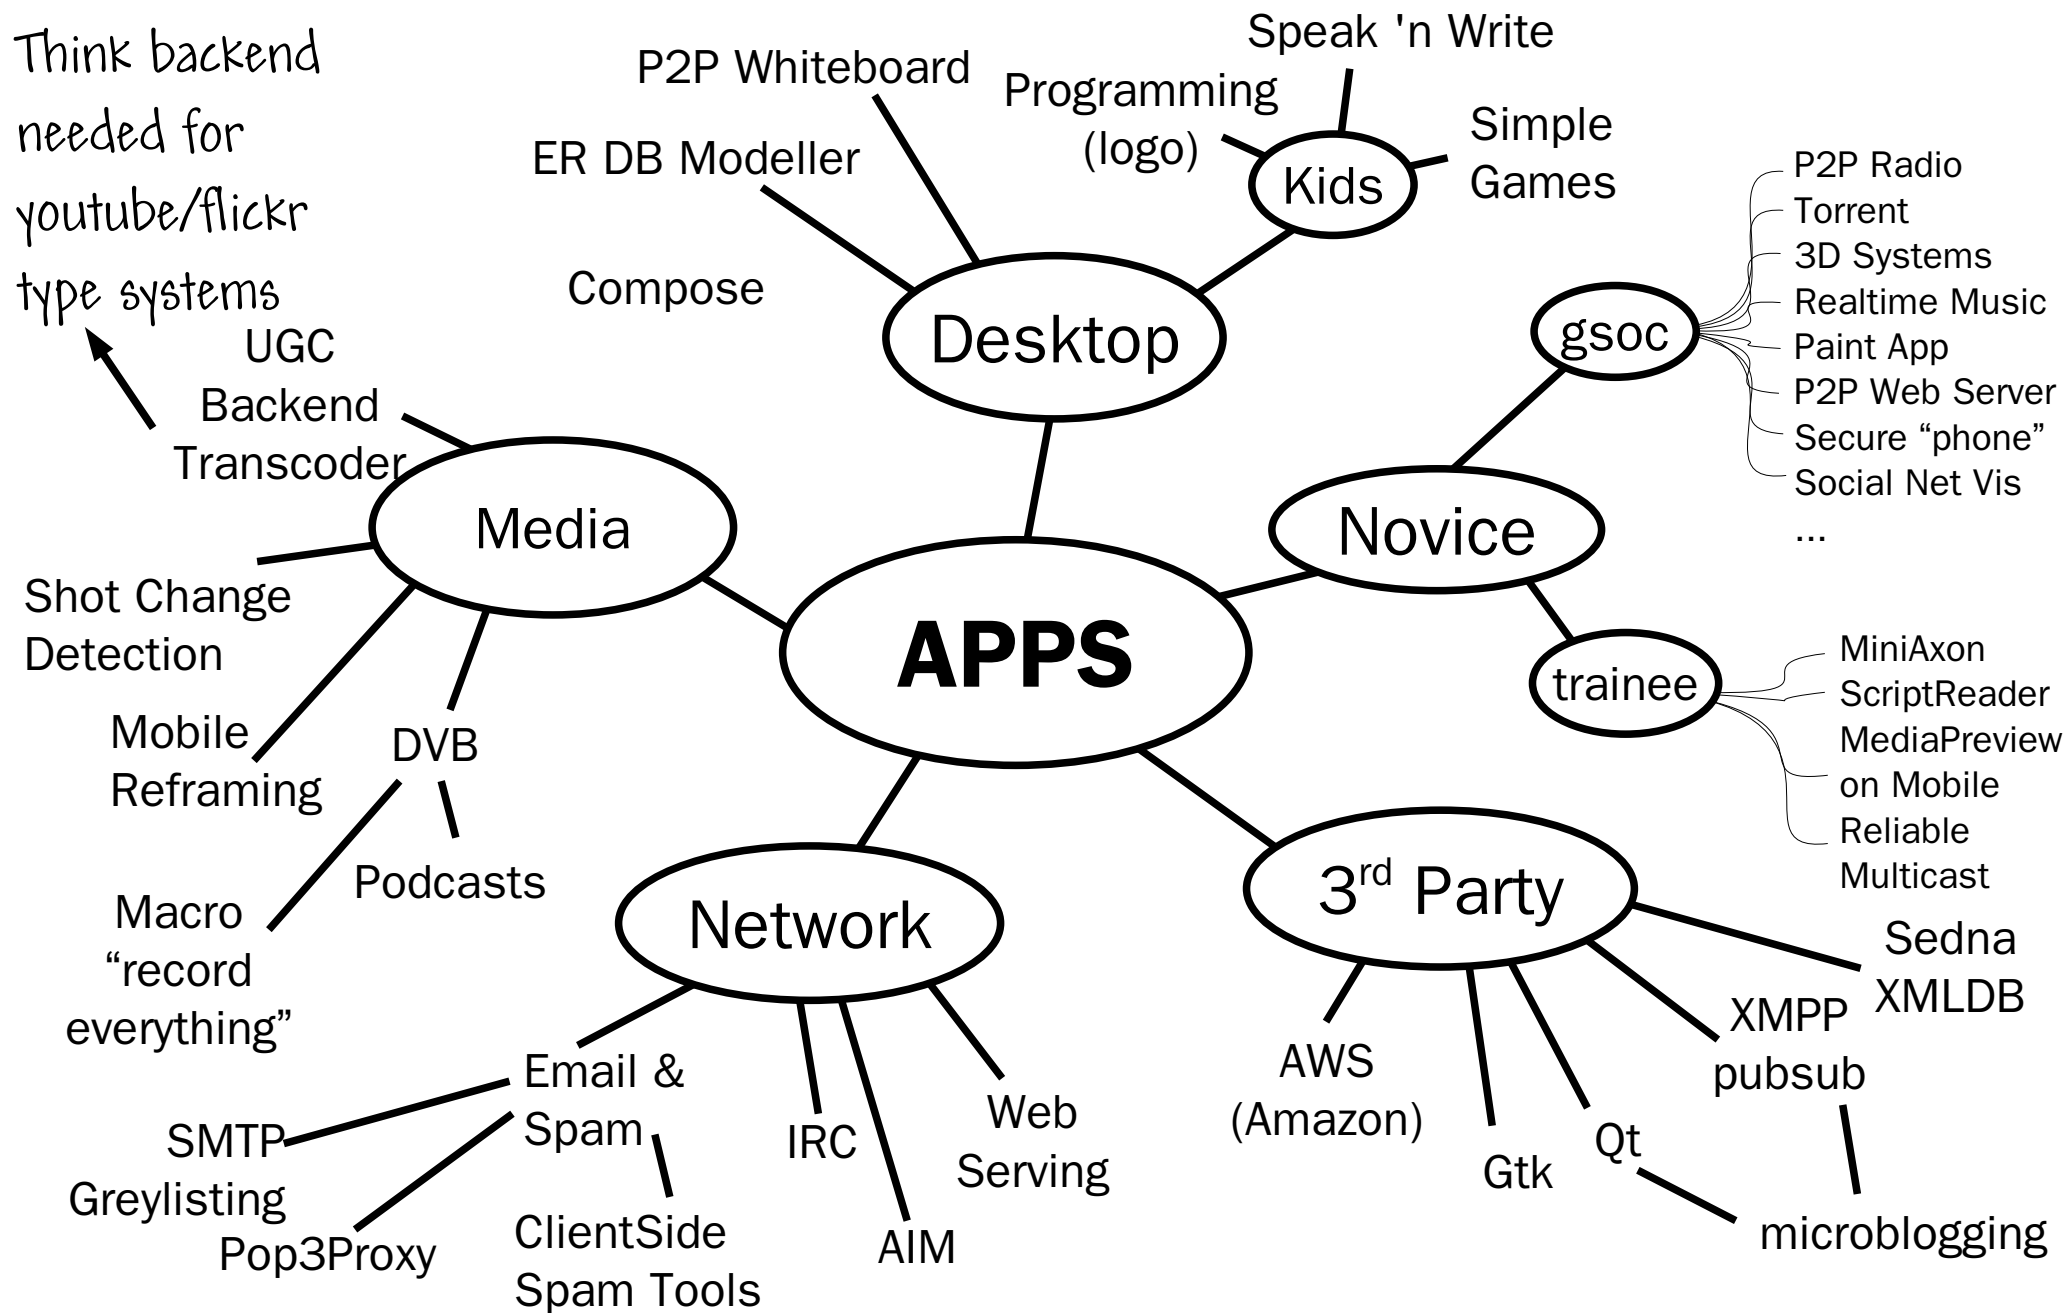 Think backend
needed for
youtube/flickr
type systems
P2P Whiteboard
ER DB Modeller
Compose
Desktop
Speak 'n Write
Programming
(logo)
Simple
Games
Kids
UGC
Backend
Transcoder
Media
Shot Change
Detection
Mobile
Reframing
DVB
Podcasts
Macro
“record
everything”
APPS
Novice
gsoc
P2P Radio
Torrent
3D Systems
Realtime Music
Paint App
P2P Web Server
Secure “phone”
Social Net Vis
...
trainee
MiniAxon
ScriptReader
MediaPreview
on Mobile
Reliable
Multicast
Network
Email &
Spam
SMTP
Greylisting
Pop3Proxy
ClientSide
Spam Tools
IRC
AIM
Web
Serving
3rd Party
AWS
(Amazon)
Gtk
Qt
XMPP
pubsub
Sedna
XMLDB
microblogging